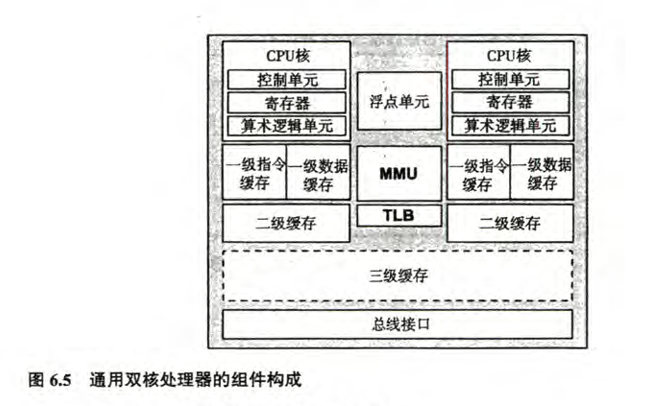 CPU核
控制单元
寄存器
算术逻辑单元
一级指令
缓存
一级数据
缓存
二级缓存
浮点单元
MMU
TLB
CPU核
控制单元
寄存器
算术逻辑单元
一级指令
缓存
一级数据
缓存
二级缓存
三级缓存
总线接口
图 6.5 通用双核处理器的组件构成